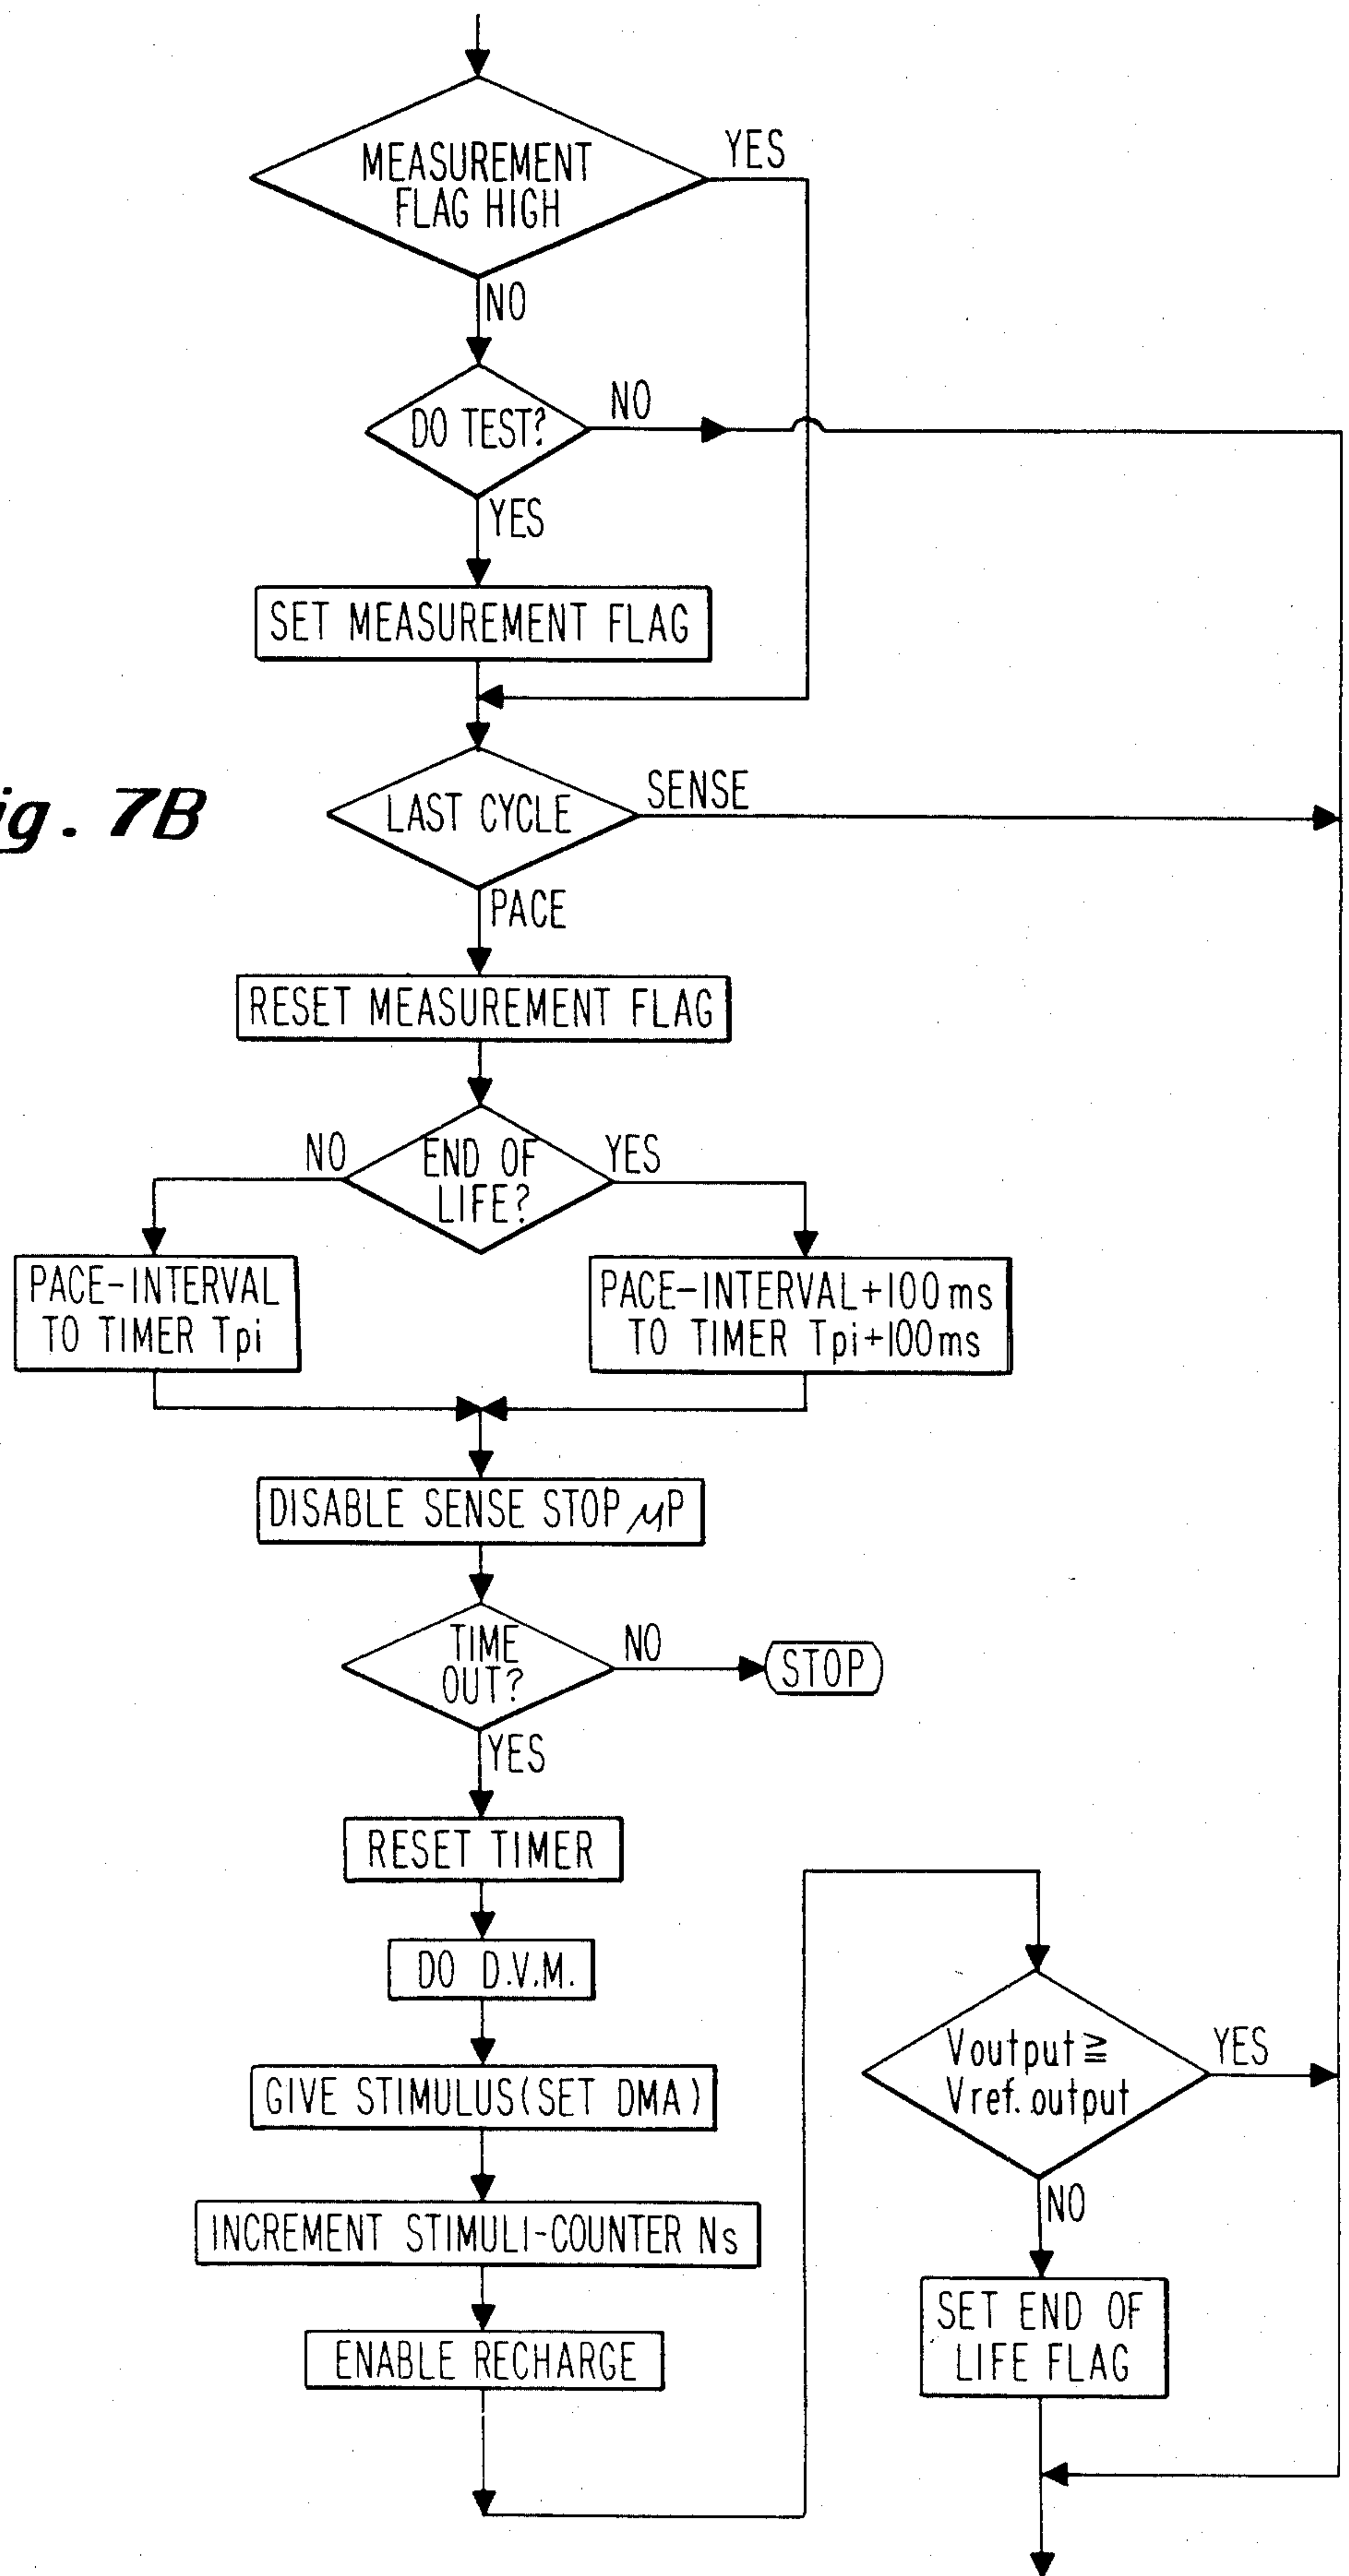 MEASUREMENT
FLAG HIGH
YES
NO
DO TEST?
NO
YES
SET MEASUREMENT FLAG
ig. 7B
LAST CYCLE
SENSE
PACE
RESET MEASUREMENT FLAG
NO
END OF
LIFE?
YES
PACE-INTERVAL
TO TIMER Tpi
PACE-INTERVAL+100ms
TO TIMER Tpi+100ms
DISABLE SENSE STOP μP
TIME
OUT?
NO
STOP
YES
RESET TIMER
DO D.V.M.
GIVE STIMULUS(SET DMA)
INCREMENT STIMULI-COUNTER Ns
ENABLE RECHARGE
Voutput ≧
Vref. output
YES
NO
SET END OF
LIFE FLAG